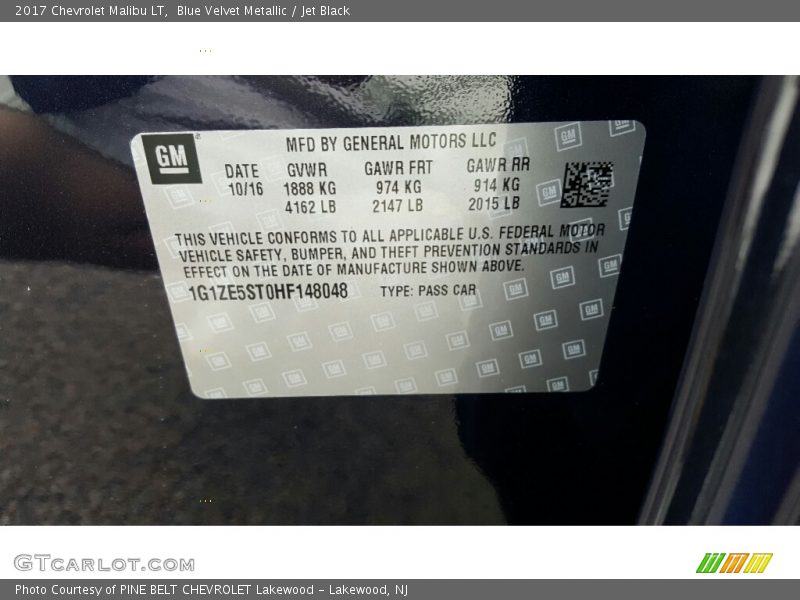 2017 Chevrolet Malibu LT,  Blue Velvet Metallic / Jet Black
GM
MFD BY GENERAL MOTORS LLC
DATE GVWR GAWR FRT GAWR RR
10/16 1888 KG 974 KG 914 KG
4162 LB 2147 LB 2015 LB
THIS VEHICLE CONFORMS TO ALL APPLICABLE U.S. FEDERAL MOTOR
VEHICLE SAFETY, BUMPER, AND THEFT PREVENTION STANDARDS IN
EFFECT ON THE DATE OF MANUFACTURE SHOWN ABOVE.
1G1ZE5ST0HF148048 TYPE: PASS CAR
GTCARLOT.COM
Photo Courtesy of PINE BELT CHEVROLET Lakewood - Lakewood, NJ